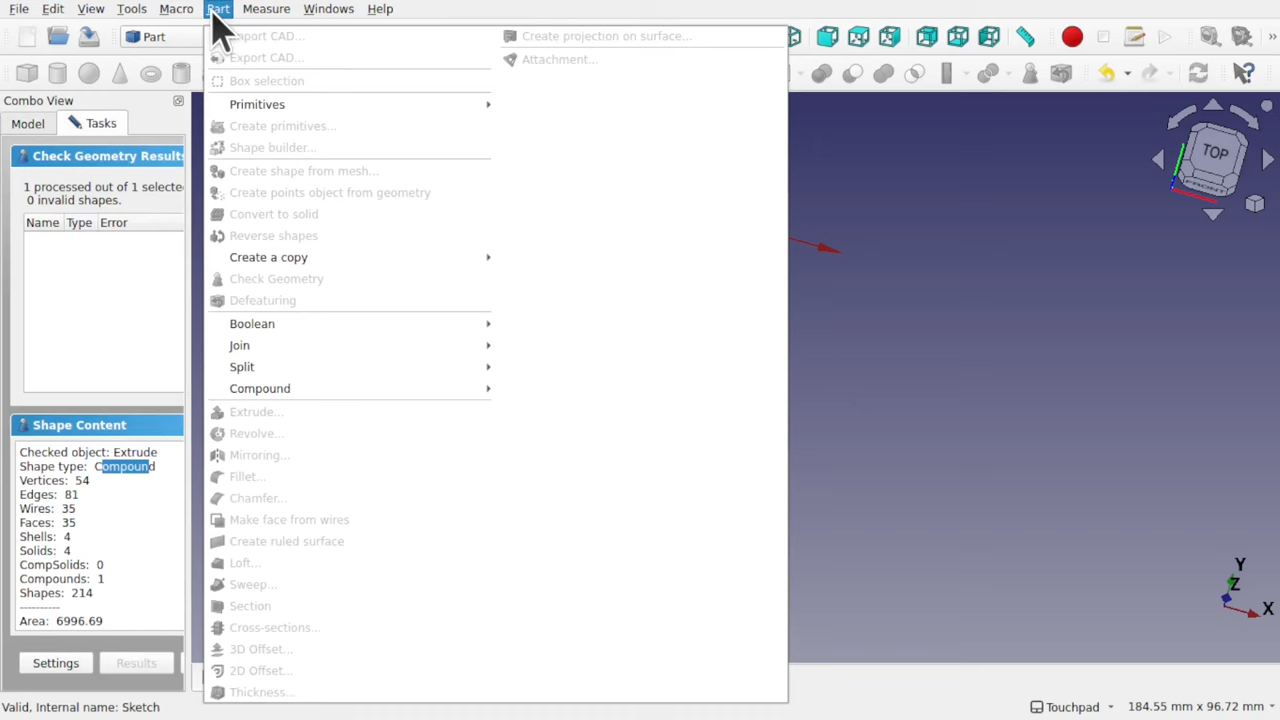 File Edit View Tools Macro Part Measure Windows Help
Part
Export CAD...
Export CAD...
Box selection
Primitives
Create primitives...
Shape builder...
Create shape from mesh...
Create points object from geometry
Convert to solid
Reverse shapes
Create a copy
Check Geometry
Defeaturing
Boolean
Join
Split
Compound
Extrude...
Revolve...
Mirroring...
Fillet...
Chamfer...
Make face from wires
Create ruled surface
Loft...
Sweep...
Section
Cross-sections...
3D Offset...
2D Offset...
Thickness...
Create projection on surface...
Attachment...
Combo View
Model Tasks
Check Geometry Results
1 processed out of 1 selected
0 invalid shapes.
Name Type Error
Shape Content
Checked object: Extrude
Shape type: Compound
Vertices: 54
Edges: 81
Wires: 35
Faces: 35
Shells: 4
Solids: 4
CompSolids: 0
Compounds: 1
Shapes: 214
----------
Area: 6996.69
Settings Results
TOP
FRONT
Y
Z
X
Valid, Internal name: Sketch
Touchpad 184.55 mm x 96.72 mm